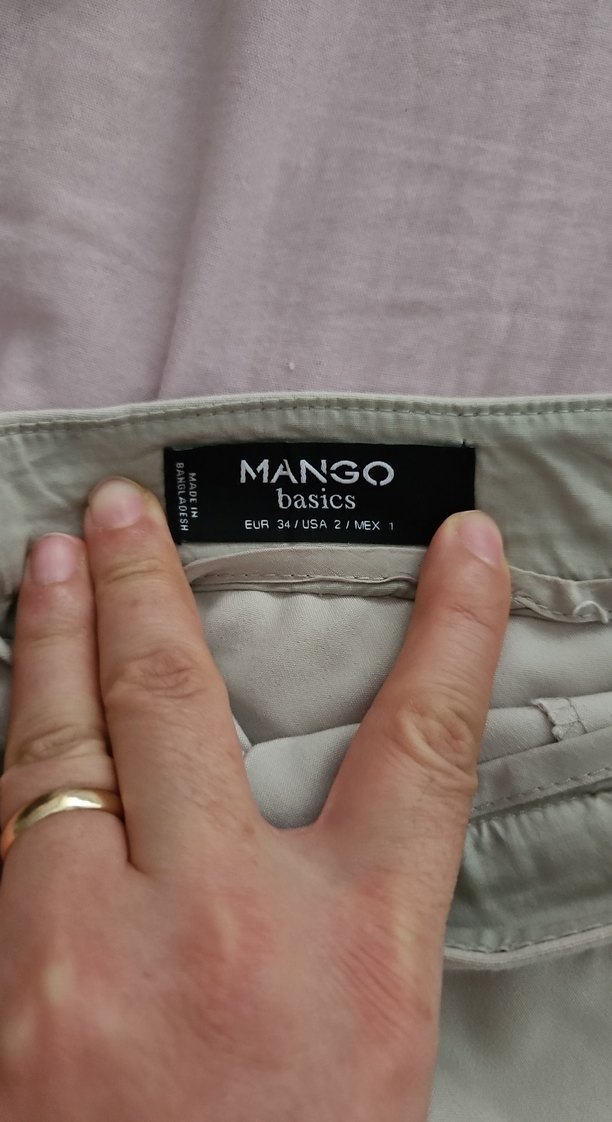 MANGO
basics
EUR 34 / USA 2 / MEX 1
MADE IN
BANGLADESH